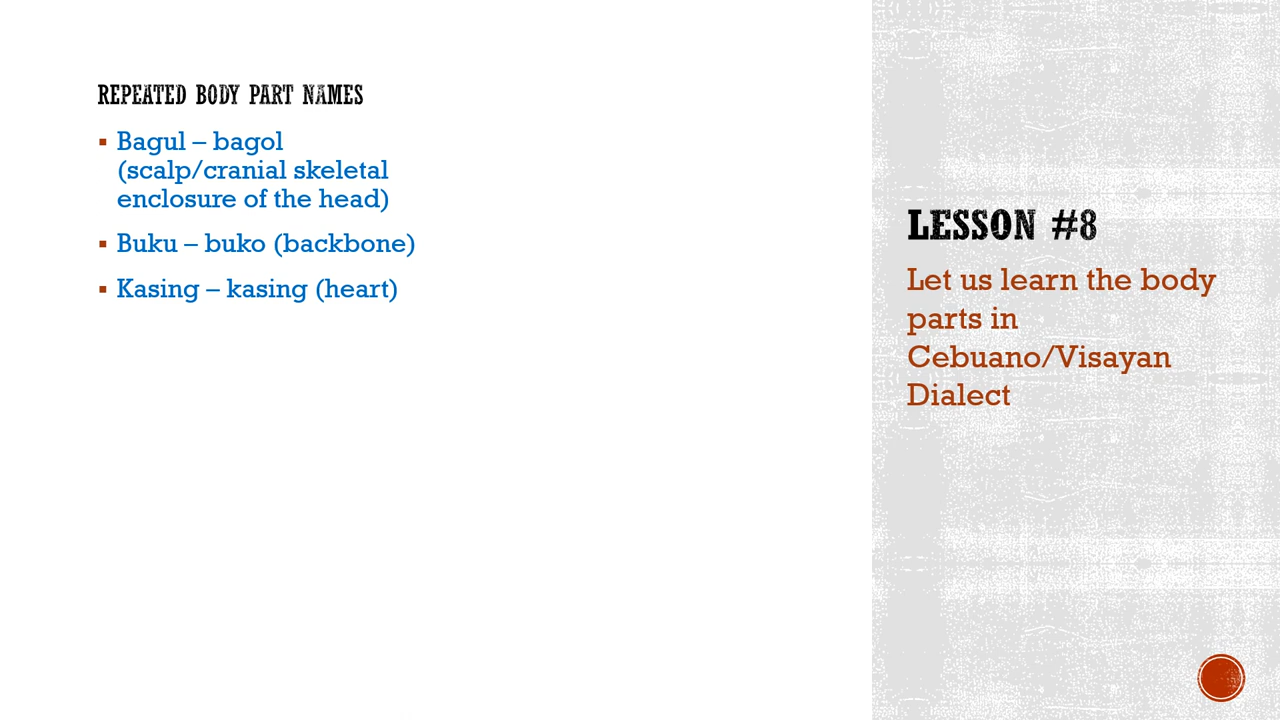 REPEATED BODY PART NAMES
▪ Bagul – bagol
(scalp/cranial skeletal
enclosure of the head)
▪ Buku – buko (backbone)
▪ Kasing – kasing (heart)
LESSON #8
Let us learn the body
parts in
Cebuano/Visayan
Dialect